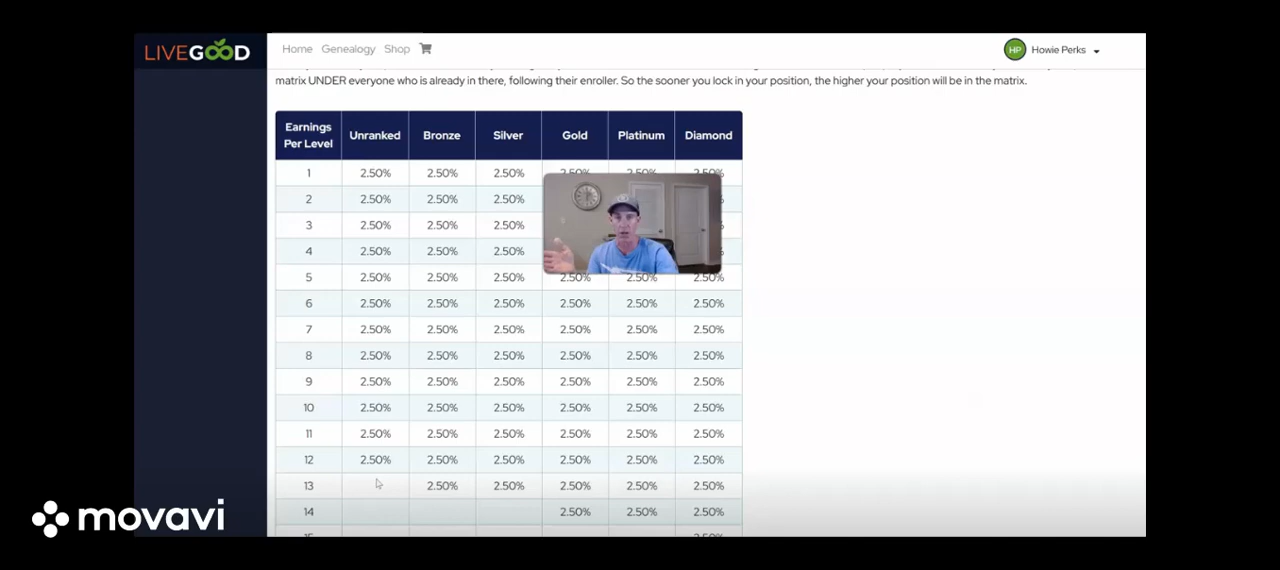 LIVEGOOD Home Genealogy Shop HP Howie Perks
matrix UNDER everyone who is already in there, following their enroller. So the sooner you lock in your position, the higher your position will be in the matrix.
Earnings Per Level Unranked Bronze Silver Gold Platinum Diamond
1 2.50% 2.50% 2.50% 2.50% 2.50% 2.50%
2 2.50% 2.50% 2.50%
3 2.50% 2.50% 2.50%
4 2.50% 2.50% 2.50%
5 2.50% 2.50% 2.50% 2.50% 2.50% 2.50%
6 2.50% 2.50% 2.50% 2.50% 2.50% 2.50%
7 2.50% 2.50% 2.50% 2.50% 2.50% 2.50%
8 2.50% 2.50% 2.50% 2.50% 2.50% 2.50%
9 2.50% 2.50% 2.50% 2.50% 2.50% 2.50%
10 2.50% 2.50% 2.50% 2.50% 2.50% 2.50%
11 2.50% 2.50% 2.50% 2.50% 2.50% 2.50%
12 2.50% 2.50% 2.50% 2.50% 2.50% 2.50%
13 2.50% 2.50% 2.50% 2.50% 2.50%
14 2.50% 2.50% 2.50%
movavi